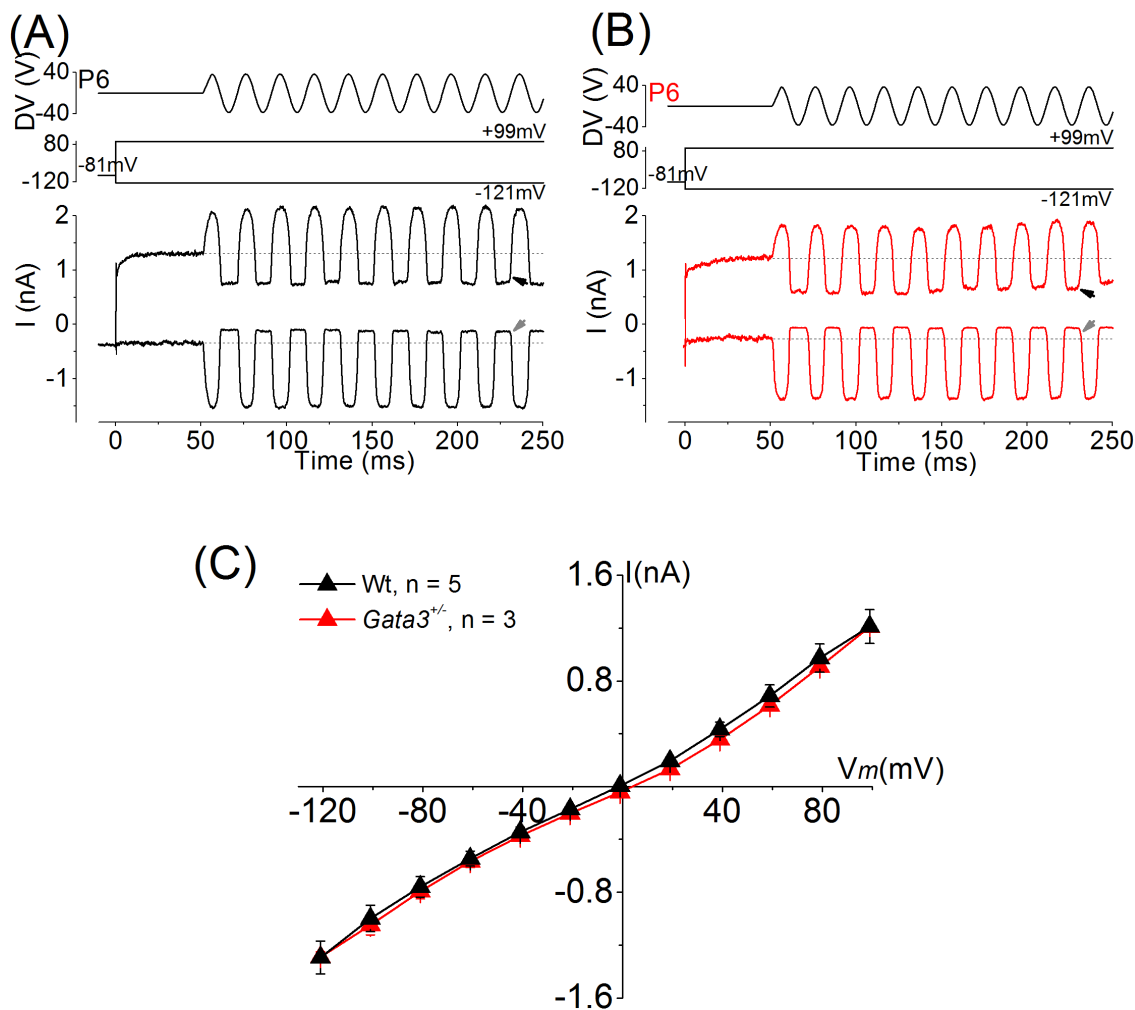 (A)
DV (V)
40
-40
P6
80
-120
-81mV
+99mV
-121mV
I (nA)
2
1
0
-1
0 50 100 150 200 250
Time (ms)
(B)
DV (V)
40
-40
P6
80
-120
-81mV
+99mV
-121mV
I (nA)
2
1
0
-1
0 50 100 150 200 250
Time (ms)
(C)
Wt, n = 5
Gata3+/-, n = 3
I(nA)
1.6
0.8
-0.8
-1.6
Vm(mV)
-120 -80 -40 40 80